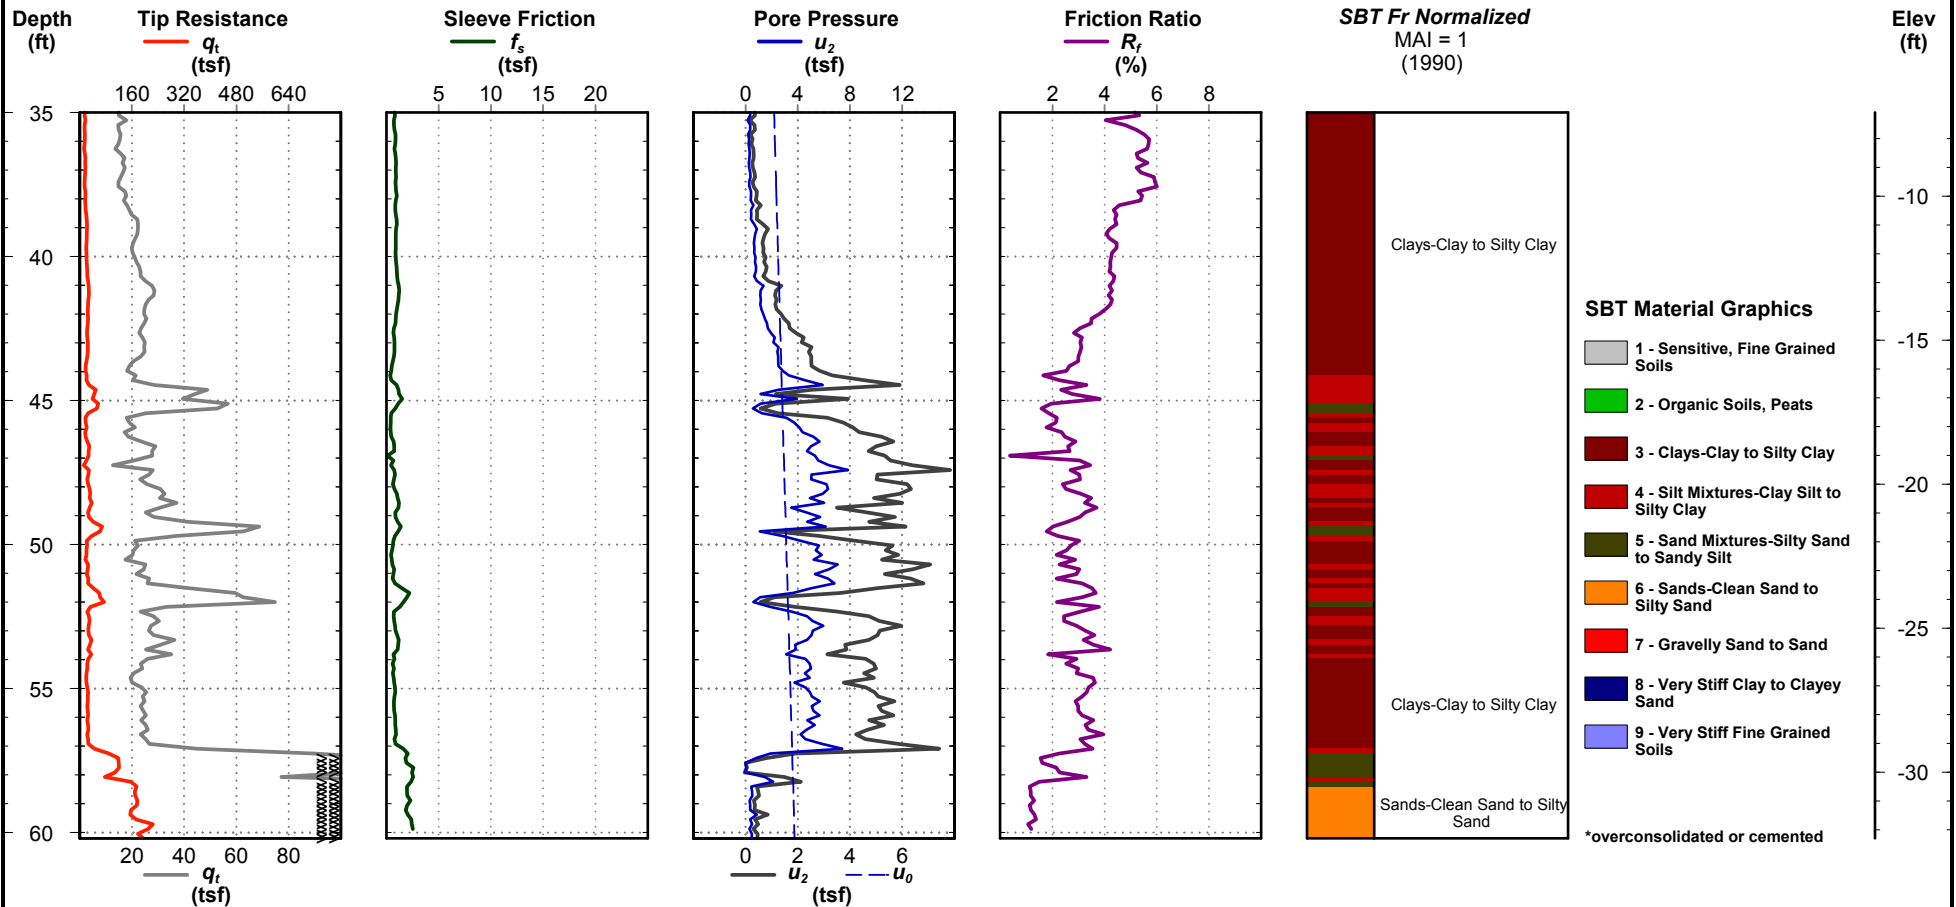 Depth
(ft)
Tip Resistance
qt
(tsf)
160 320 480 640
Sleeve Friction
fs
(tsf)
5 10 15 20
Pore Pressure
u2
(tsf)
0 4 8 12
Friction Ratio
Rf
(%)
2 4 6 8
SBT Fr Normalized
MAI = 1
(1990)
Elev
(ft)
35
40
45
50
55
60
Clays-Clay to Silty Clay
Clays-Clay to Silty Clay
Sands-Clean Sand to Silty
Sand
SBT Material Graphics
1 - Sensitive, Fine Grained
Soils
2 - Organic Soils, Peats
3 - Clays-Clay to Silty Clay
4 - Silt Mixtures-Clay Silt to
Silty Clay
5 - Sand Mixtures-Silty Sand
to Sandy Silt
6 - Sands-Clean Sand to
Silty Sand
7 - Gravelly Sand to Sand
8 - Very Stiff Clay to Clayey
Sand
9 - Very Stiff Fine Grained
Soils
*overconsolidated or cemented
-10
-15
-20
-25
-30
20 40 60 80
qt
(tsf)
0 2 4 6
u2 u0
(tsf)